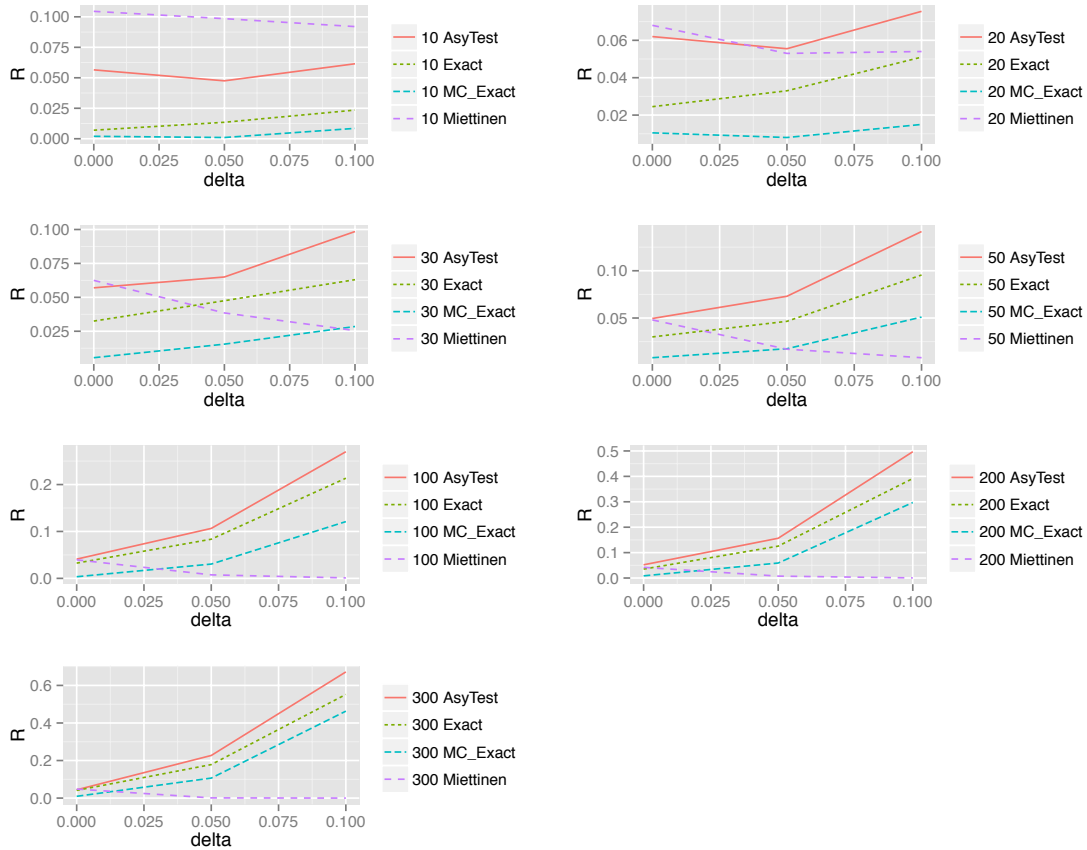 0.100
0.075
0.050
0.025
0.000
R
0.000 0.025 0.050 0.075 0.100
delta
10 AsyTest
10 Exact
10 MC_Exact
10 Miettinen
0.06
0.04
0.02
R
0.000 0.025 0.050 0.075 0.100
delta
20 AsyTest
20 Exact
20 MC_Exact
20 Miettinen
0.100
0.075
0.050
0.025
R
0.000 0.025 0.050 0.075 0.100
delta
30 AsyTest
30 Exact
30 MC_Exact
30 Miettinen
0.10
0.05
R
0.000 0.025 0.050 0.075 0.100
delta
50 AsyTest
50 Exact
50 MC_Exact
50 Miettinen
0.2
0.1
0.0
R
0.000 0.025 0.050 0.075 0.100
delta
100 AsyTest
100 Exact
100 MC_Exact
100 Miettinen
0.5
0.4
0.3
0.2
0.1
0.0
R
0.000 0.025 0.050 0.075 0.100
delta
200 AsyTest
200 Exact
200 MC_Exact
200 Miettinen
0.6
0.4
0.2
0.0
R
0.000 0.025 0.050 0.075 0.100
delta
300 AsyTest
300 Exact
300 MC_Exact
300 Miettinen